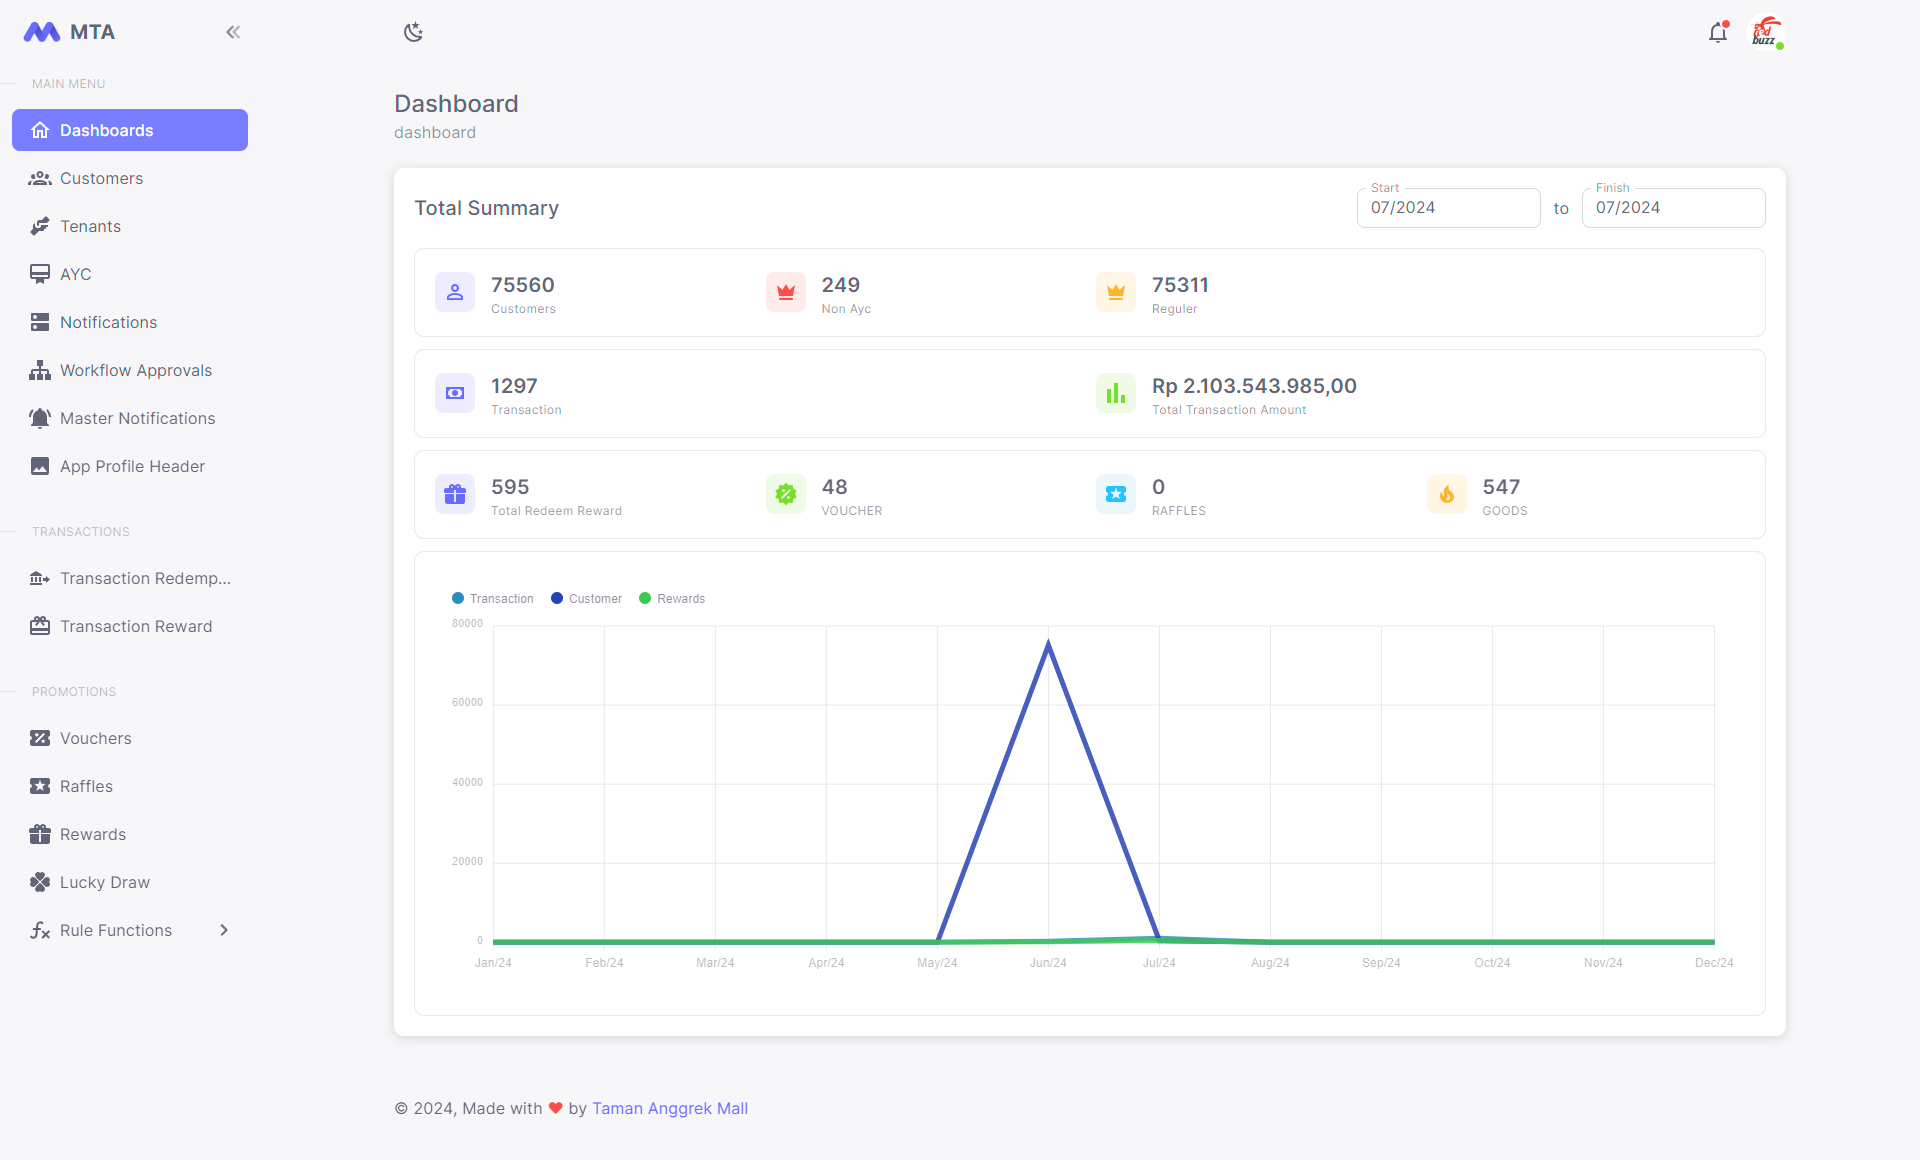 MTA
MAIN MENU
Dashboards
Customers
Tenants
AYC
Notifications
Workflow Approvals
Master Notifications
App Profile Header
TRANSACTIONS
Transaction Redemp...
Transaction Reward
PROMOTIONS
Vouchers
Raffles
Rewards
Lucky Draw
Rule Functions
buzz
Dashboard
dashboard
Total Summary
Start
07/2024
to
Finish
07/2024
75560
Customers
249
Non Ayc
75311
Reguler
1297
Transaction
Rp 2.103.543.985,00
Total Transaction Amount
595
Total Redeem Reward
48
VOUCHER
0
RAFFLES
547
GOODS
Transaction Customer Rewards
80000
60000
40000
20000
0
Jan/24 Feb/24 Mar/24 Apr/24 May/24 Jun/24 Jul/24 Aug/24 Sep/24 Oct/24 Nov/24 Dec/24
© 2024, Made with ❤ by Taman Anggrek Mall